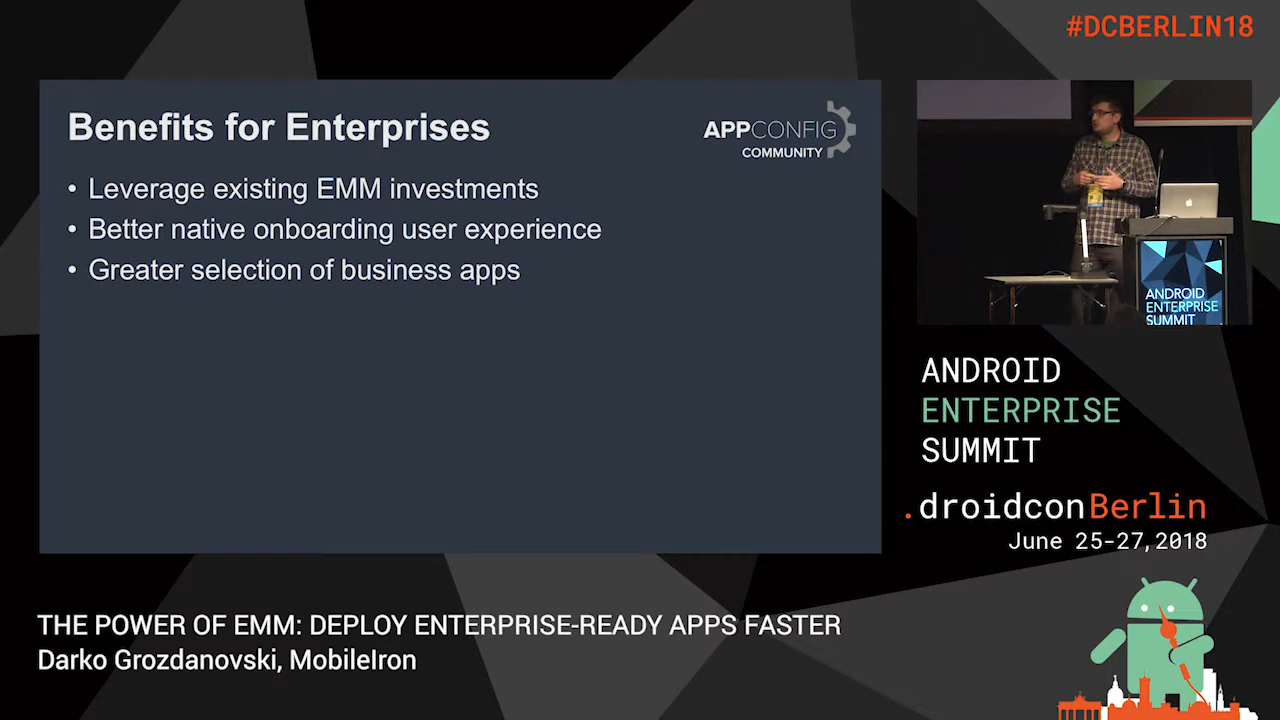 #DCBERLIN18
Benefits for Enterprises
APPCONFIG
COMMUNITY
• Leverage existing EMM investments
• Better native onboarding user experience
• Greater selection of business apps
ANDROID
ENTERPRISE
SUMMIT
ANDROID
ENTERPRISE
SUMMIT
.droidconBerlin
June 25-27,2018
THE POWER OF EMM: DEPLOY ENTERPRISE-READY APPS FASTER
Darko Grozdanovski, MobileIron